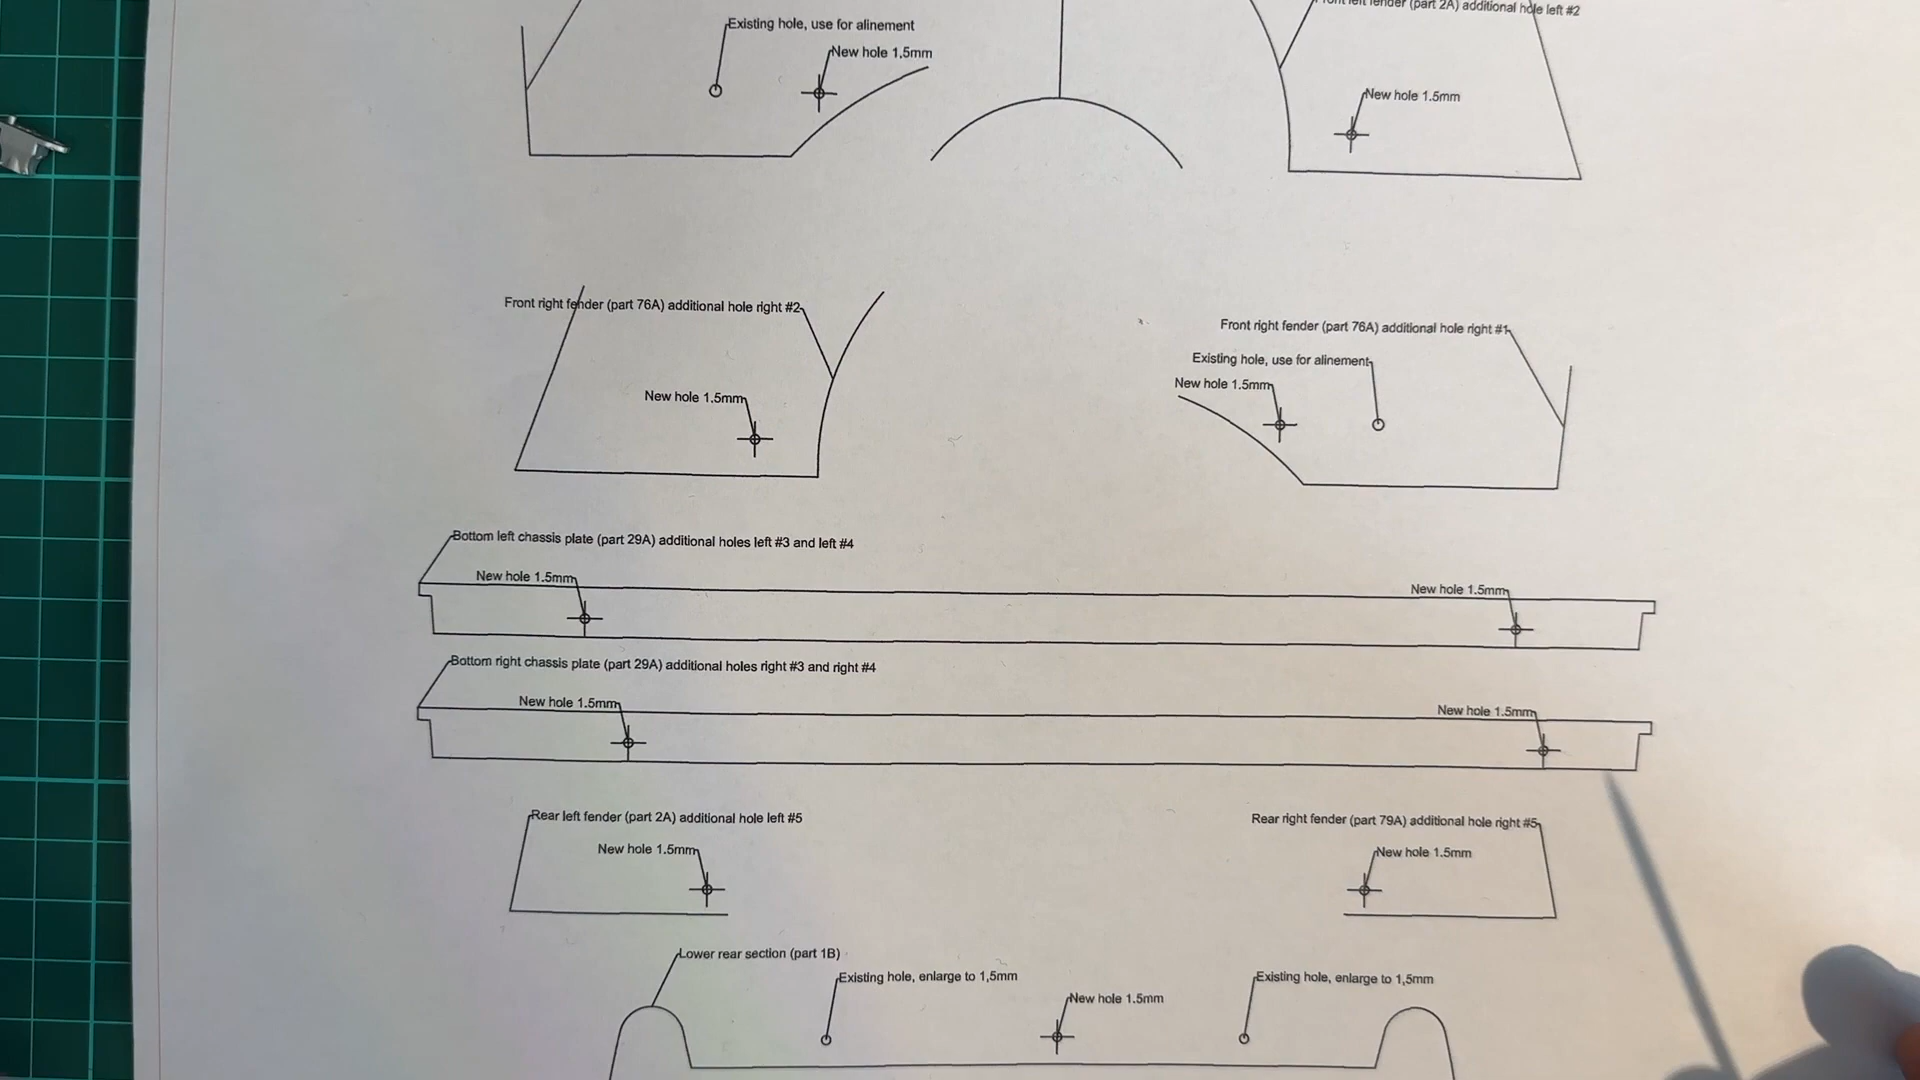 left fender (part 2A) additional hole left #2
Existing hole, use for alinement
New hole 1,5mm
New hole 1.5mm
Front right fender (part 76A) additional hole right #2
New hole 1.5mm
Front right fender (part 76A) additional hole right #1
Existing hole, use for alinement
New hole 1.5mm
Bottom left chassis plate (part 29A) additional holes left #3 and left #4
New hole 1.5mm
New hole 1.5mm
Bottom right chassis plate (part 29A) additional holes right #3 and right #4
New hole 1.5mm
New hole 1.5mm
Rear left fender (part 2A) additional hole left #5
New hole 1.5mm
Rear right fender (part 79A) additional hole right #5
New hole 1.5mm
Lower rear section (part 1B)
Existing hole, enlarge to 1,5mm
New hole 1.5mm
Existing hole, enlarge to 1,5mm